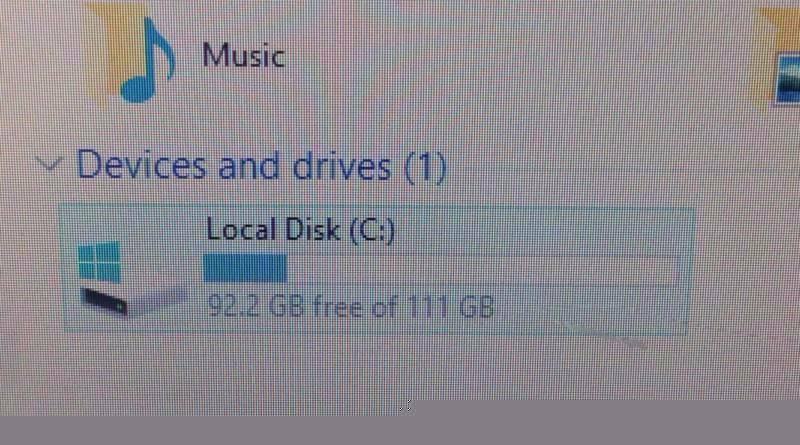 Music
Devices and drives (1)
Local Disk (C:)
92.2 GB free of 111 GB